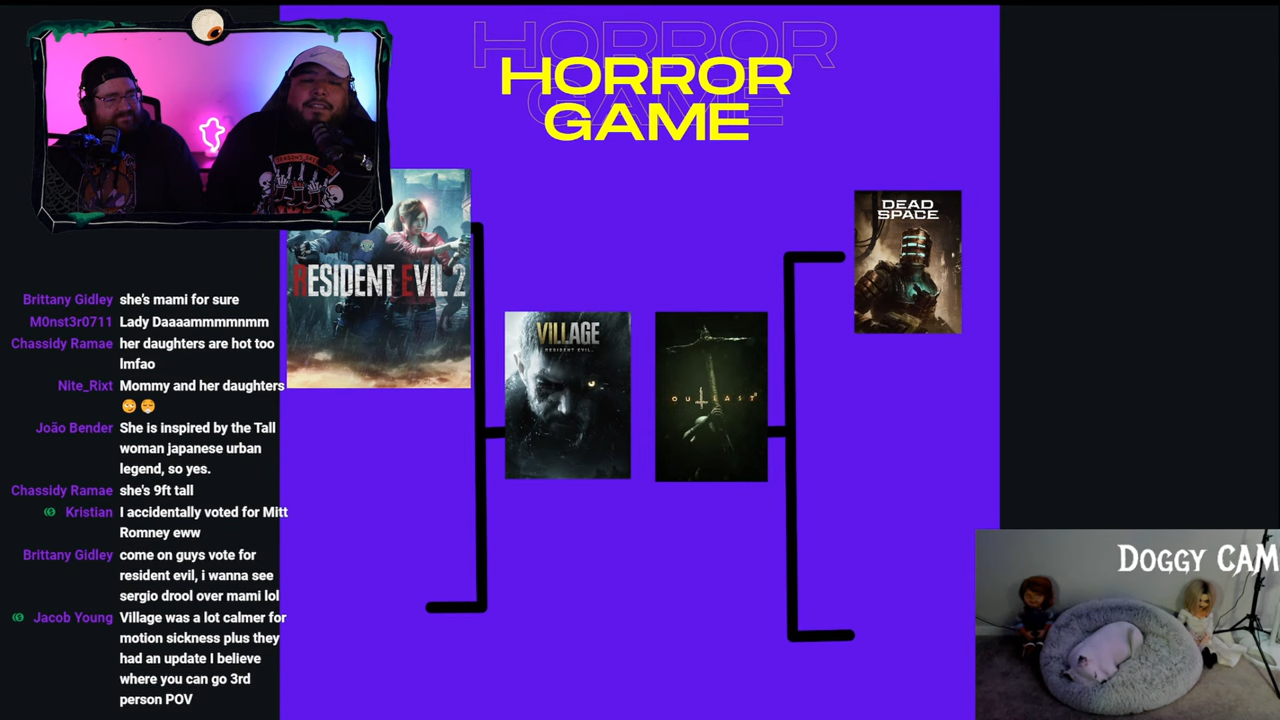 HORROR
GAME
HORROR
GAME
RESIDENT EVIL 2
VILLAGE
RESIDENT EVIL
OUTLAST
DEAD
SPACE
Brittany Gidley she's mami for sure
M0nst3r0711 Lady Daaaammmmnmm
Chassidy Ramae her daughters are hot too
lmfao
Nite_Rixt Mommy and her daughters
João Bender She is inspired by the Tall
woman japanese urban
legend, so yes.
Chassidy Ramae she's 9ft tall
Kristian I accidentally voted for Mitt
Romney eww
Brittany Gidley come on guys vote for
resident evil, i wanna see
sergio drool over mami lol
Jacob Young Village was a lot calmer for
motion sickness plus they
had an update I believe
where you can go 3rd
person POV
DOGGY CAM